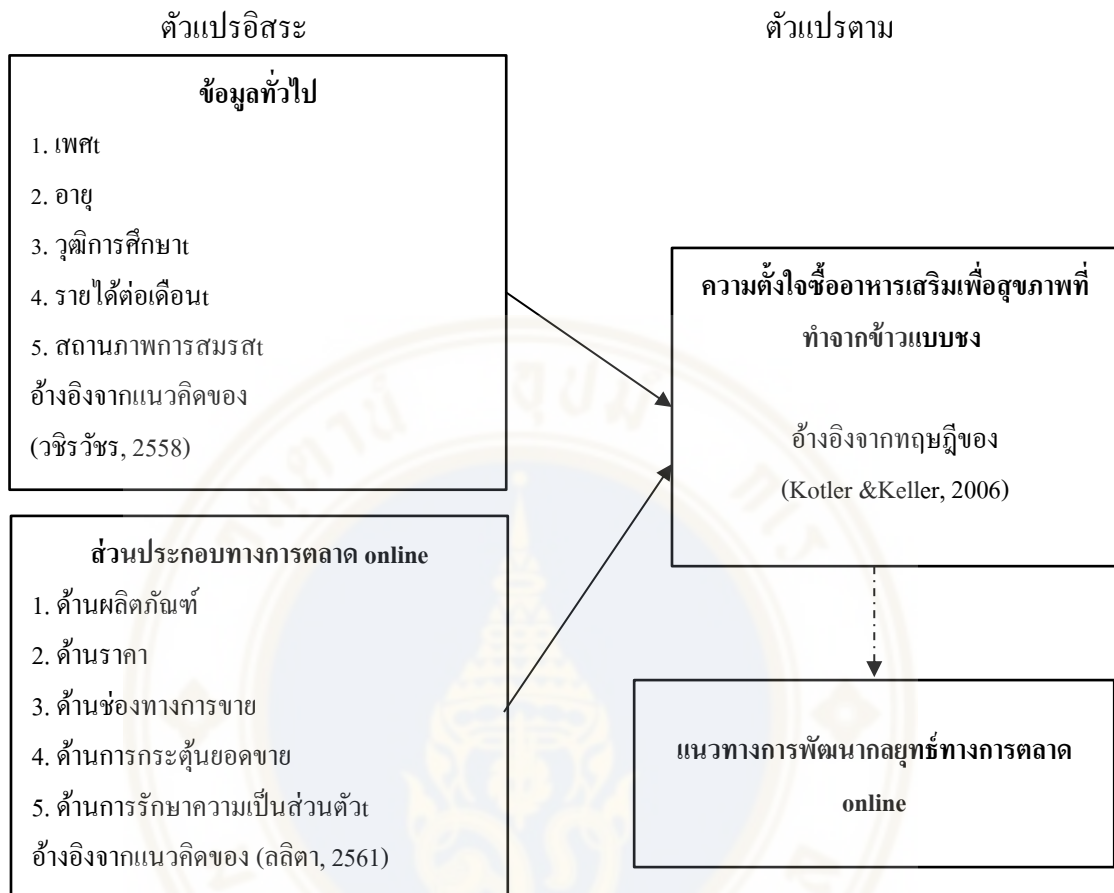 ตัวแปรอิสระ
ตัวแปรตาม
ข้อมูลทั่วไป
1. เพศt
2. อายุ
3. วุฒิการศึกษาt
4. รายได้ต่อเดือนt
5. สถานภาพการสมรสt
อ้างอิงจากแนวคิดของ
(วชิรวัชร, 2558)
ส่วนประกอบทางการตลาด online
1. ด้านผลิตภัณฑ์
2. ด้านราคา
3. ด้านช่องทางการขาย
4. ด้านการกระตุ้นยอดขาย
5. ด้านการรักษาความเป็นส่วนตัวt
อ้างอิงจากแนวคิดของ (ลลิตา, 2561)
ความตั้งใจซื้ออาหารเสริมเพื่อสุขภาพที่
ทำจากข้าวแบบชง
อ้างอิงจากทฤษฎีของ
(Kotler &Keller, 2006)
แนวทางการพัฒนากลยุทธ์ทางการตลาด
online